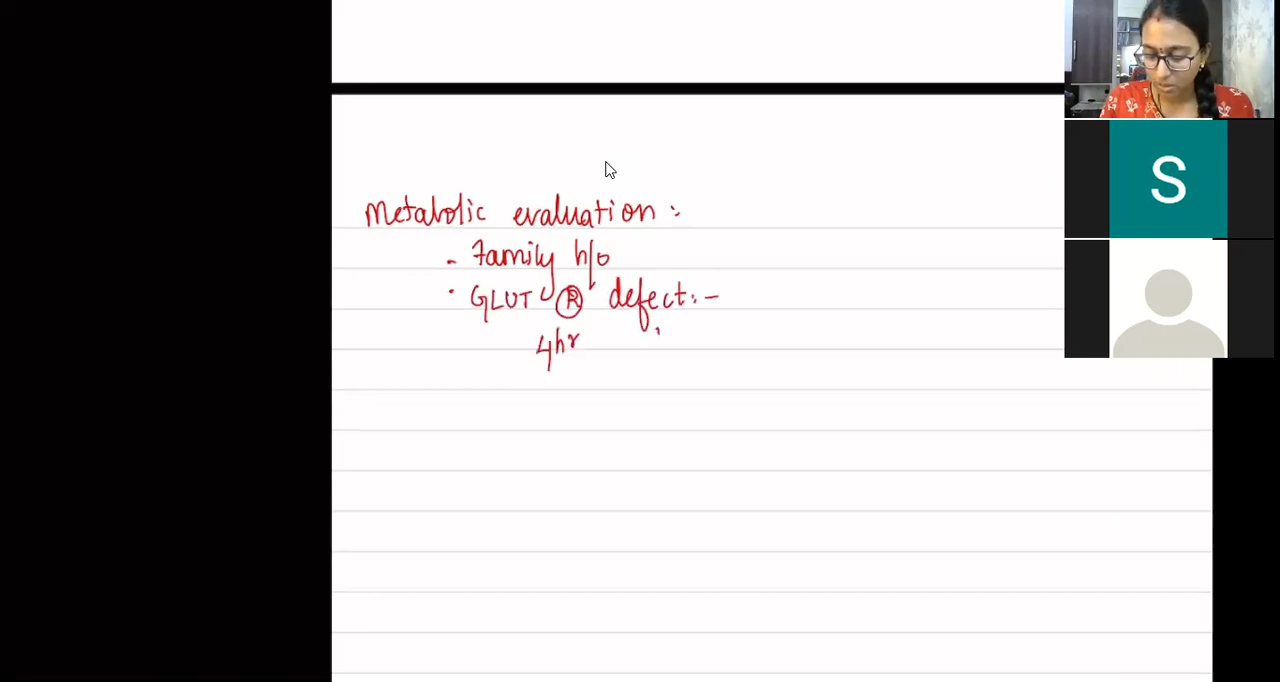 Metabolic evaluation :
- Family h/o
• GLUT Ⓡ defect :-
4hr
S